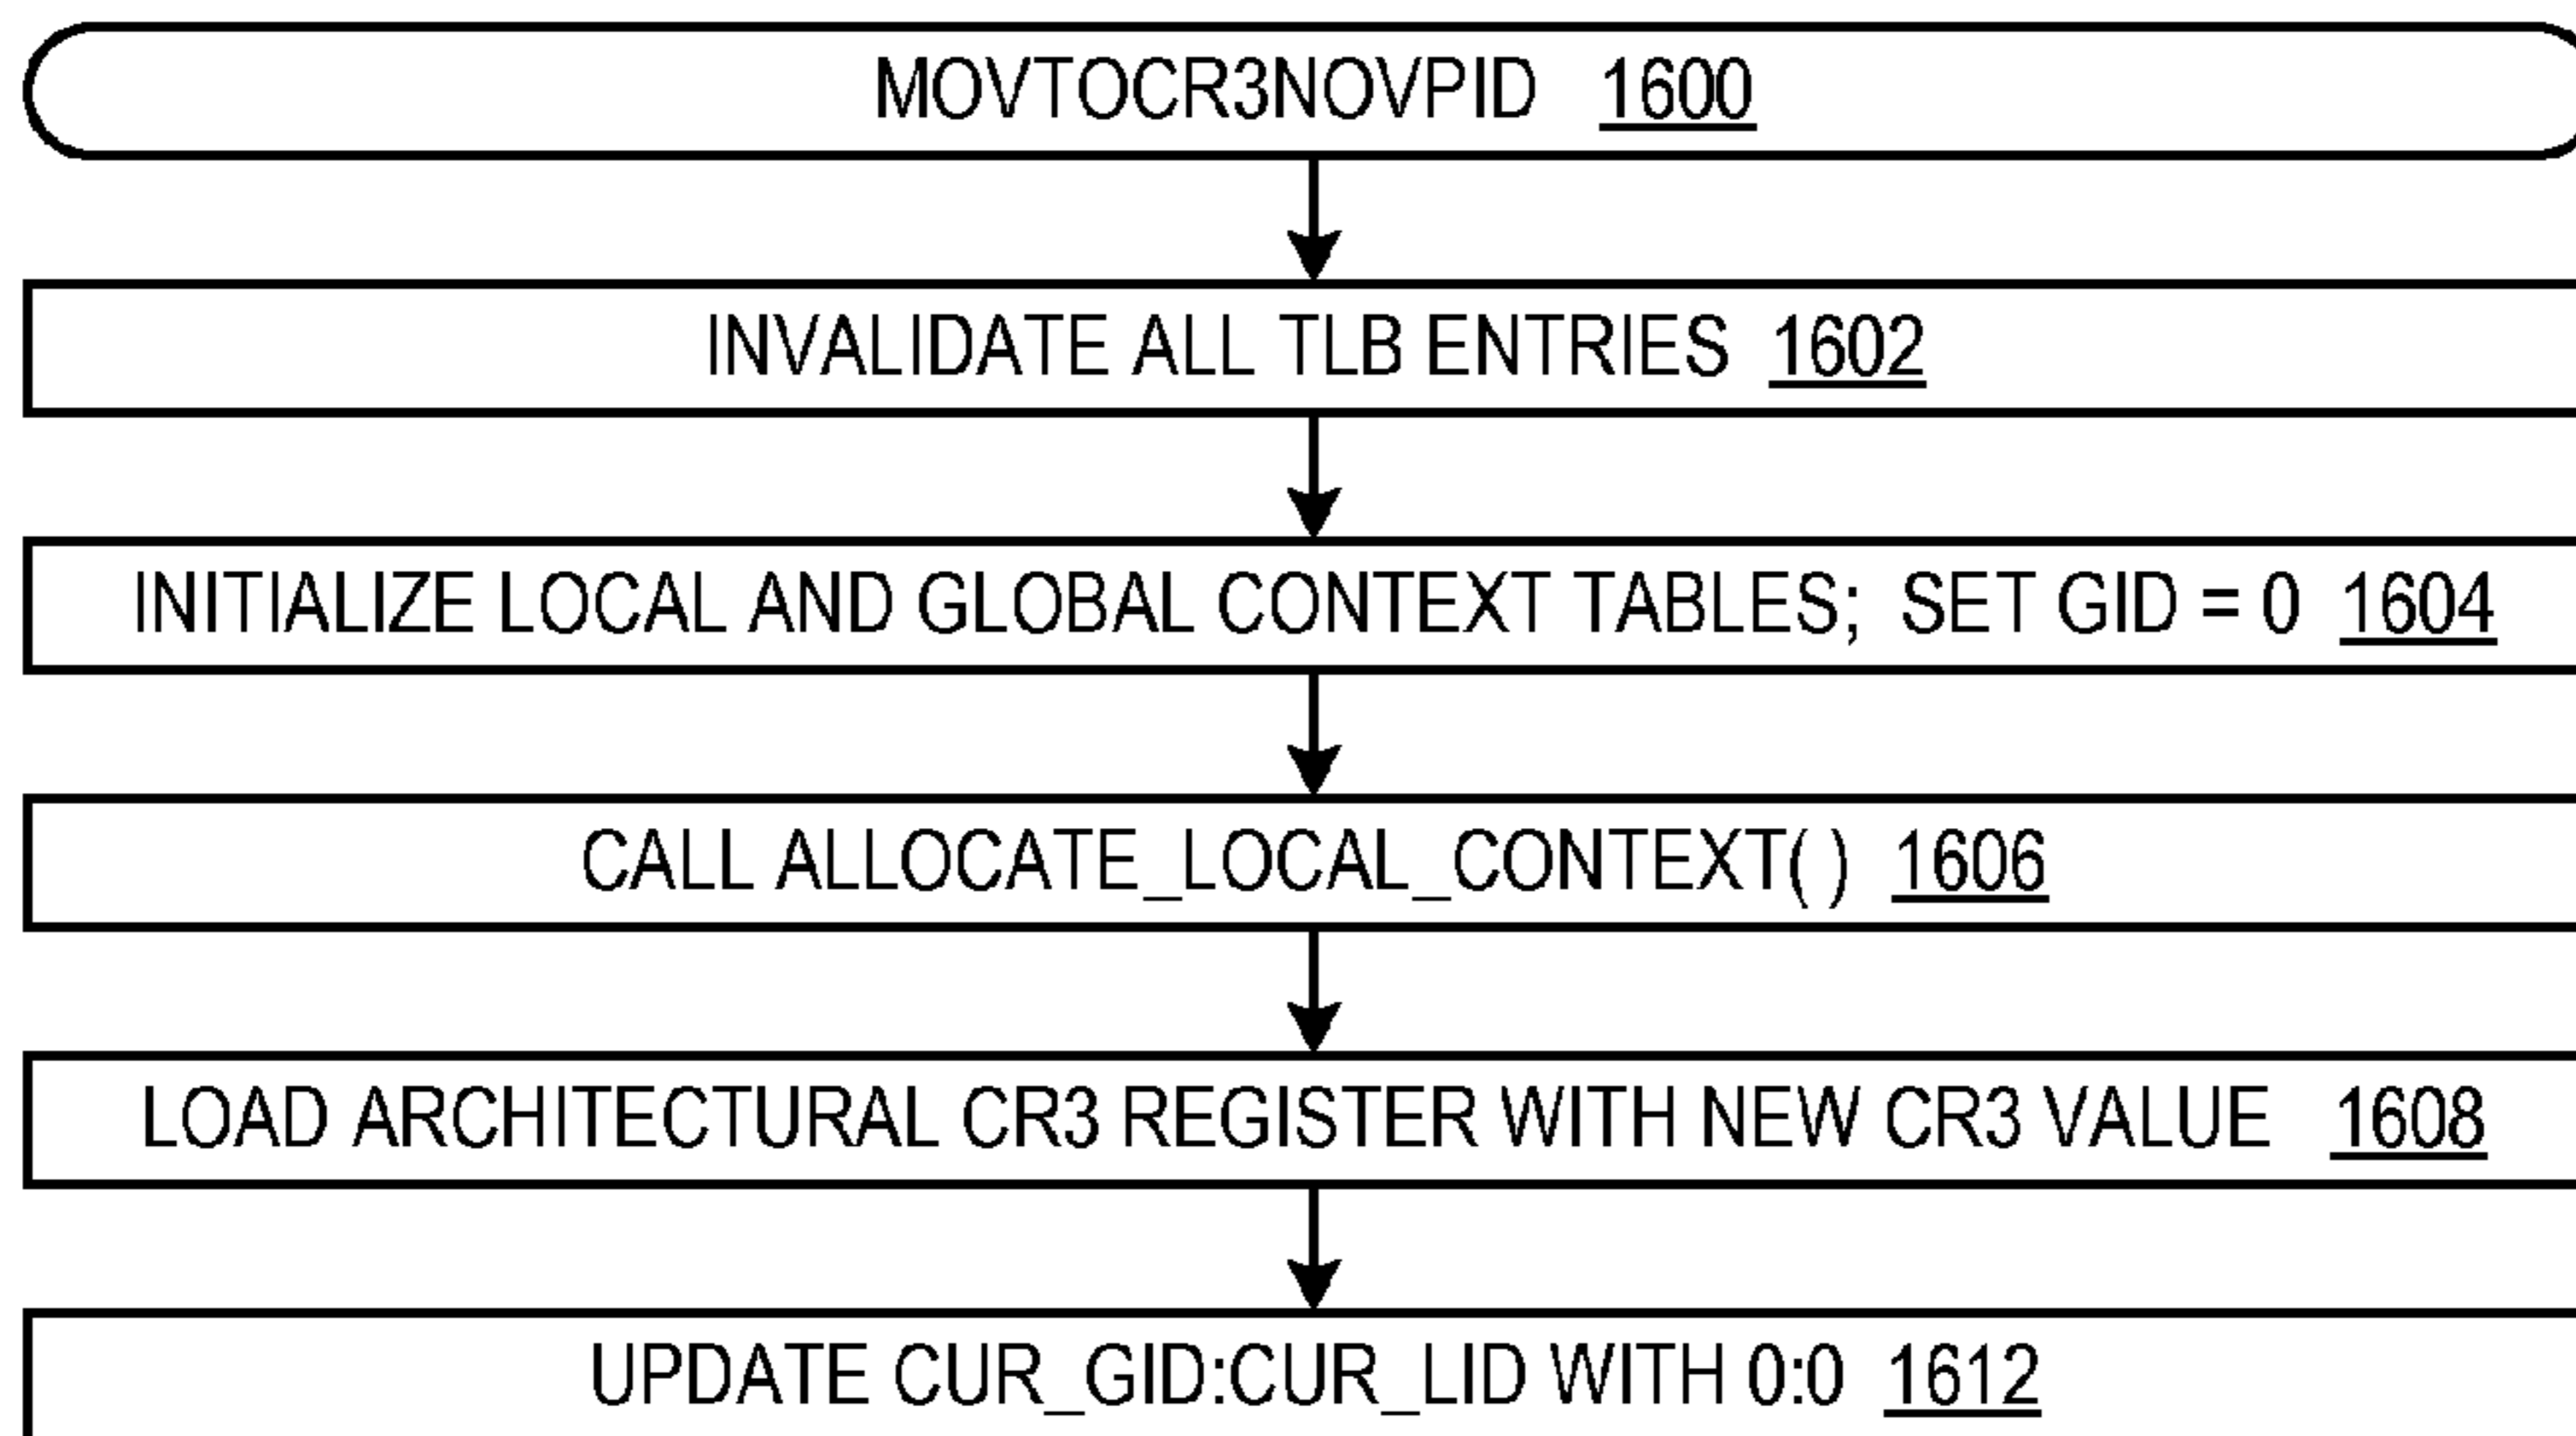 MOVTOCR3NOVPID 1600
INVALIDATE ALL TLB ENTRIES 1602
INITIALIZE LOCAL AND GLOBAL CONTEXT TABLES; SET GID = 0 1604
CALL ALLOCATE_LOCAL_CONTEXT( ) 1606
LOAD ARCHITECTURAL CR3 REGISTER WITH NEW CR3 VALUE 1608
UPDATE CUR_GID:CUR_LID WITH 0:0 1612